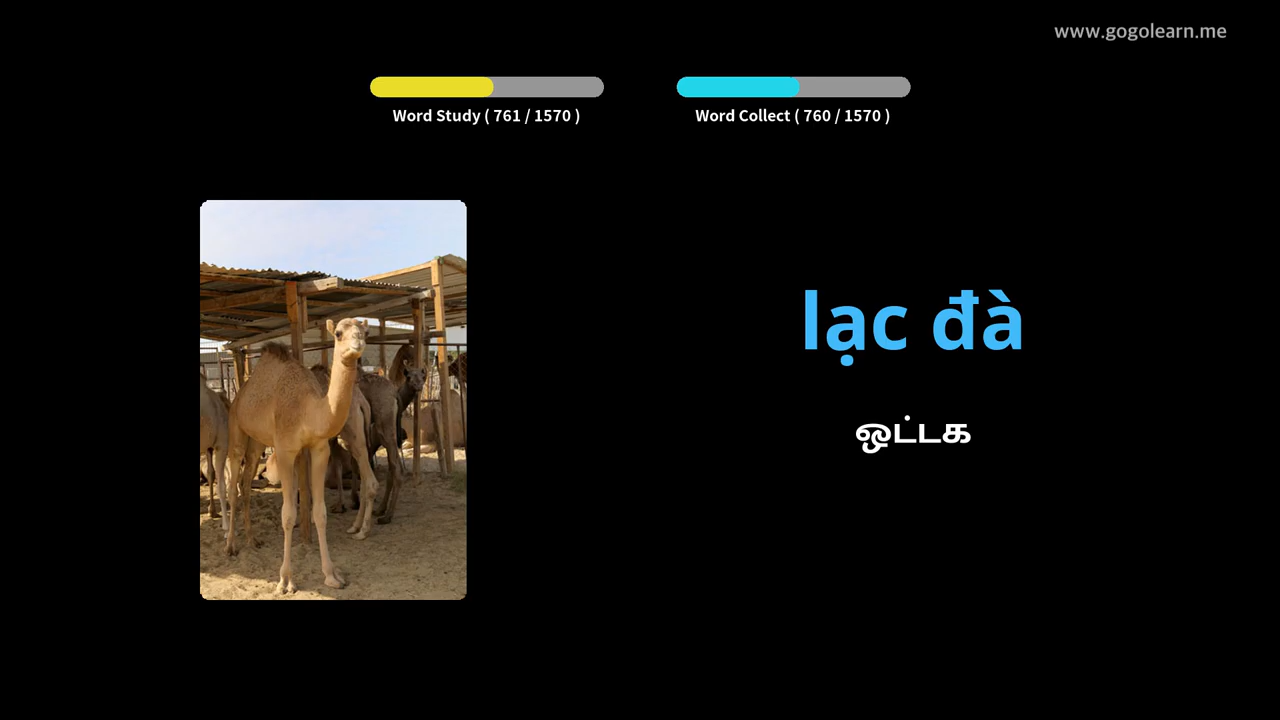 www.gogolearn.me
Word Study ( 761 / 1570 )
Word Collect ( 760 / 1570 )
lạc đà
ஒட்டக